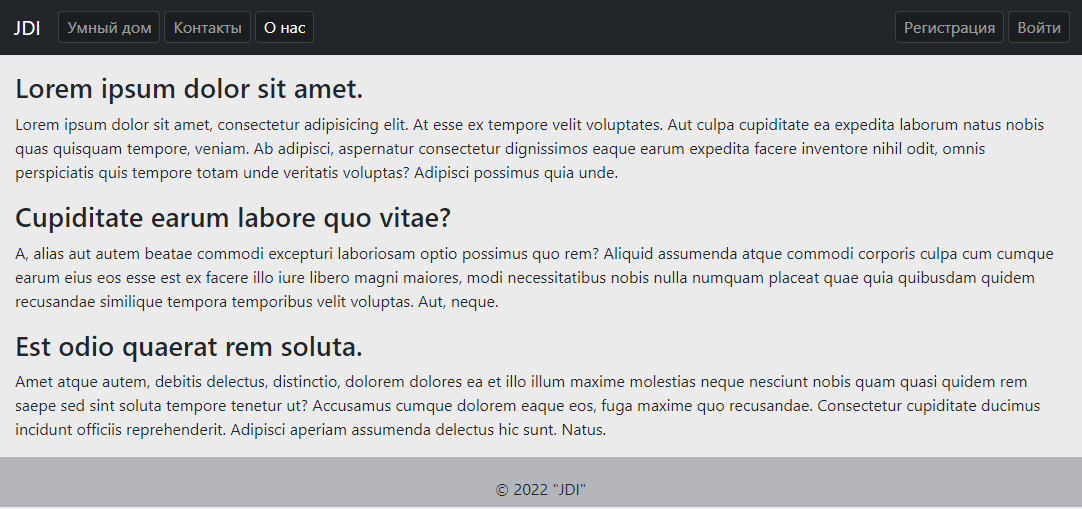 JDI Умный дом Контакты О нас Регистрация Войти
Lorem ipsum dolor sit amet.
Lorem ipsum dolor sit amet, consectetur adipisicing elit. At esse ex tempore velit voluptates. Aut culpa cupiditate ea expedita laborum natus nobis
quas quisquam tempore, veniam. Ab adipisci, aspernatur consectetur dignissimos eaque earum expedita facere inventore nihil odit, omnis
perspiciatis quis tempore totam unde veritatis voluptas? Adipisci possimus quia unde.
Cupiditate earum labore quo vitae?
A, alias aut autem beatae commodi excepturi laboriosam optio possimus quo rem? Aliquid assumenda atque commodi corporis culpa cum cumque
earum eius eos esse est ex facere illo iure libero magni maiores, modi necessitatibus nobis nulla numquam placeat quae quia quibusdam quidem
recusandae similique tempora temporibus velit voluptas. Aut, neque.
Est odio quaerat rem soluta.
Amet atque autem, debitis delectus, distinctio, dolorem dolores ea et illo illum maxime molestias neque nesciunt nobis quam quasi quidem rem
saepe sed sint soluta tempore tenetur ut? Accusamus cumque dolorem eaque eos, fuga maxime quo recusandae. Consectetur cupiditate ducimus
incidunt officiis reprehenderit. Adipisci aperiam assumenda delectus hic sunt. Natus.
© 2022 "JDI"